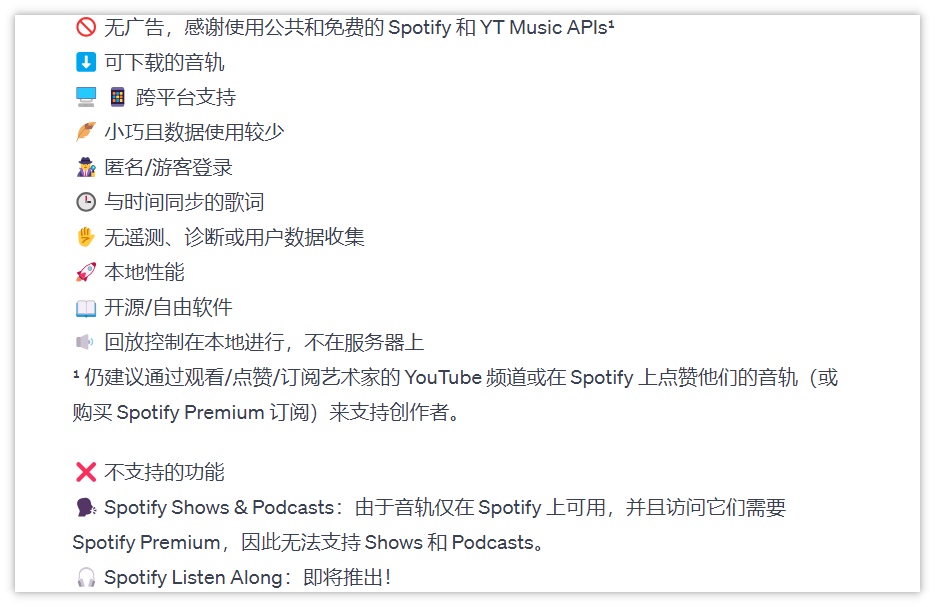 🚫 无广告，感谢使用公共和免费的 Spotify 和 YT Music APIs¹
⬇️ 可下载的音轨
🖥️ 📱 跨平台支持
🪶 小巧且数据使用较少
🕵️ 匿名/游客登录
🕒 与时间同步的歌词
✋ 无遥测、诊断或用户数据收集
🚀 本地性能
📖 开源/自由软件
🔉 回放控制在本地进行，不在服务器上
¹ 仍建议通过观看/点赞/订阅艺术家的 YouTube 频道或在 Spotify 上点赞他们的音轨（或
购买 Spotify Premium 订阅）来支持创作者。
❌ 不支持的功能
🗣️ Spotify Shows & Podcasts：由于音轨仅在 Spotify 上可用，并且访问它们需要
Spotify Premium，因此无法支持 Shows 和 Podcasts。
🎧 Spotify Listen Along：即将推出！